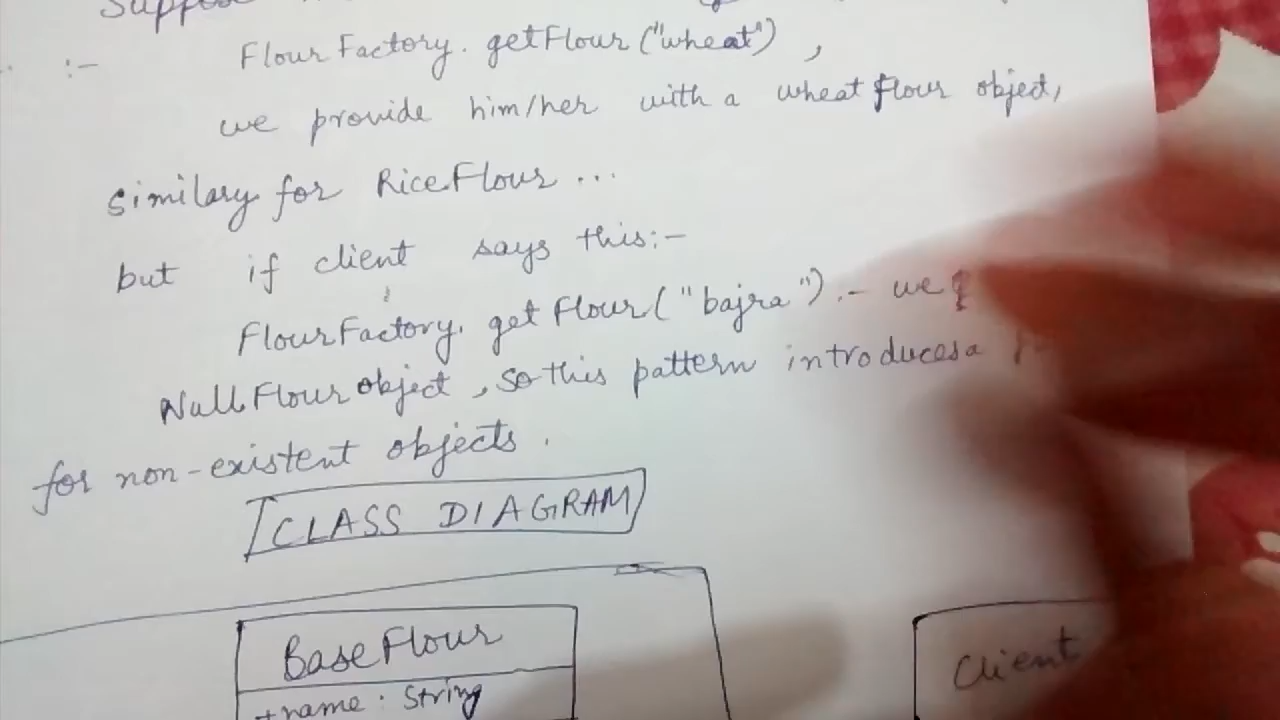 Suppose
:- FlourFactory. getFlour ("wheat") ,
we provide him/her with a wheat flour object,
similary for RiceFlour ...
but if client says this:-
FlourFactory. getFlour( "bajra") :- we
NullFlour object , so this pattern introduces a
for non-existent objects .
CLASS DIAGRAM
BaseFlour
+name : String
Client